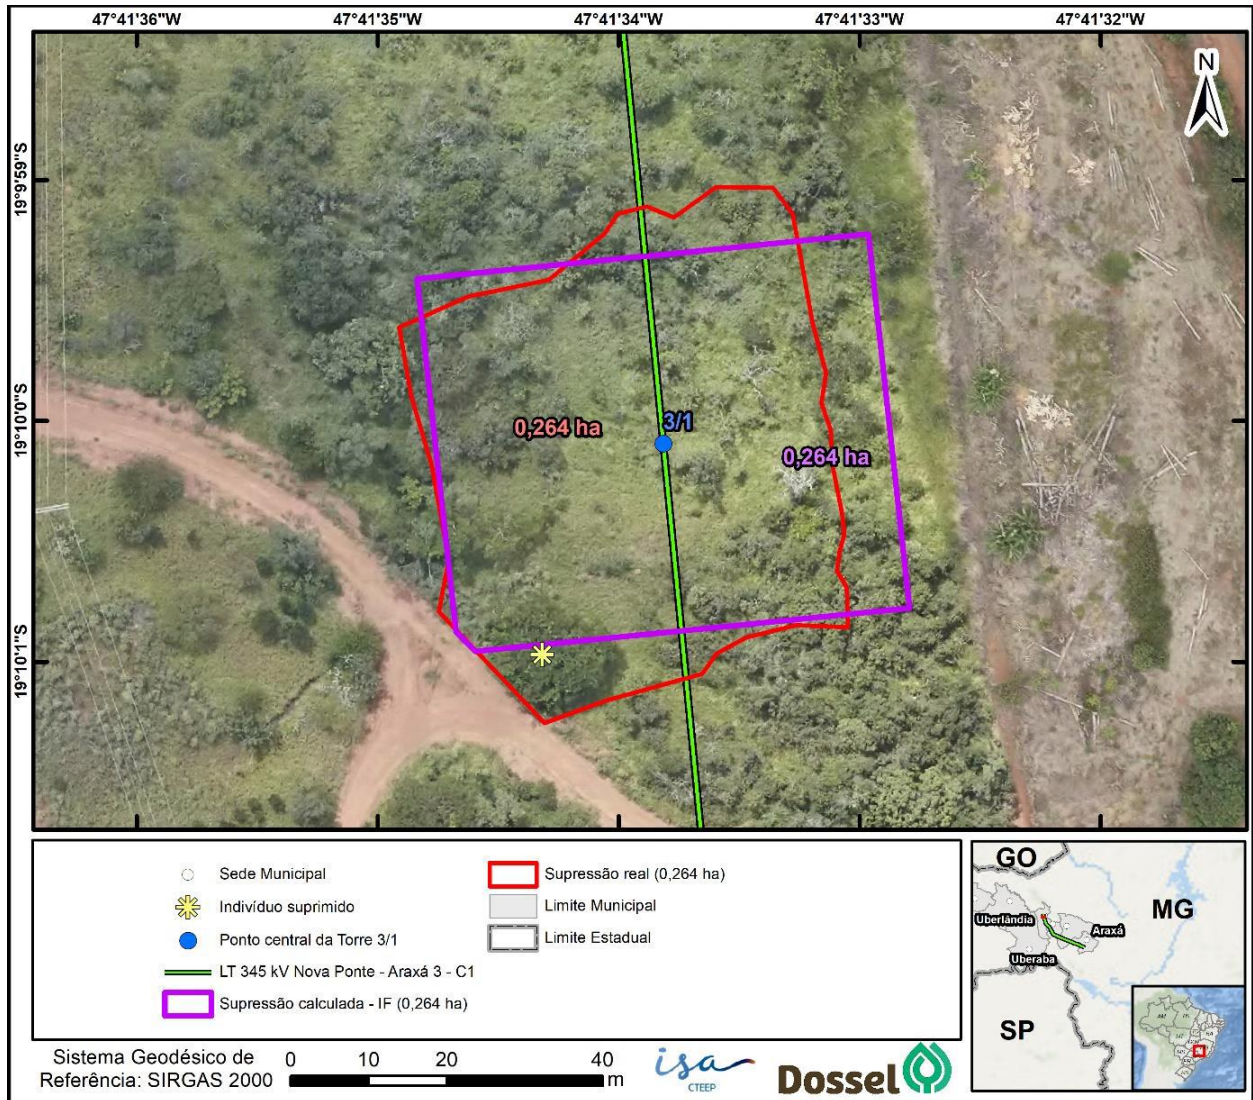 47°41'36"W 47°41'35"W 47°41'34"W 47°41'33"W 47°41'32"W
N
19°9'59"S
3/1
0,264 ha
19°10'0"S
0,264 ha
19°10'1"S
Sede Municipal
Indivíduo suprimido
Ponto central da Torre 3/1
LT 345 kV Nova Ponte - Araxá 3 - C1
Supressão calculada - IF (0,264 ha)
Supressão real (0,264 ha)
Limite Municipal
Limite Estadual
GO
MG
Uberlândia
Araxá
Uberaba
SP
Sistema Geodésico de
Referência: SIRGAS 2000
0 10 20 40
m
isa
CTEEP
Dossel